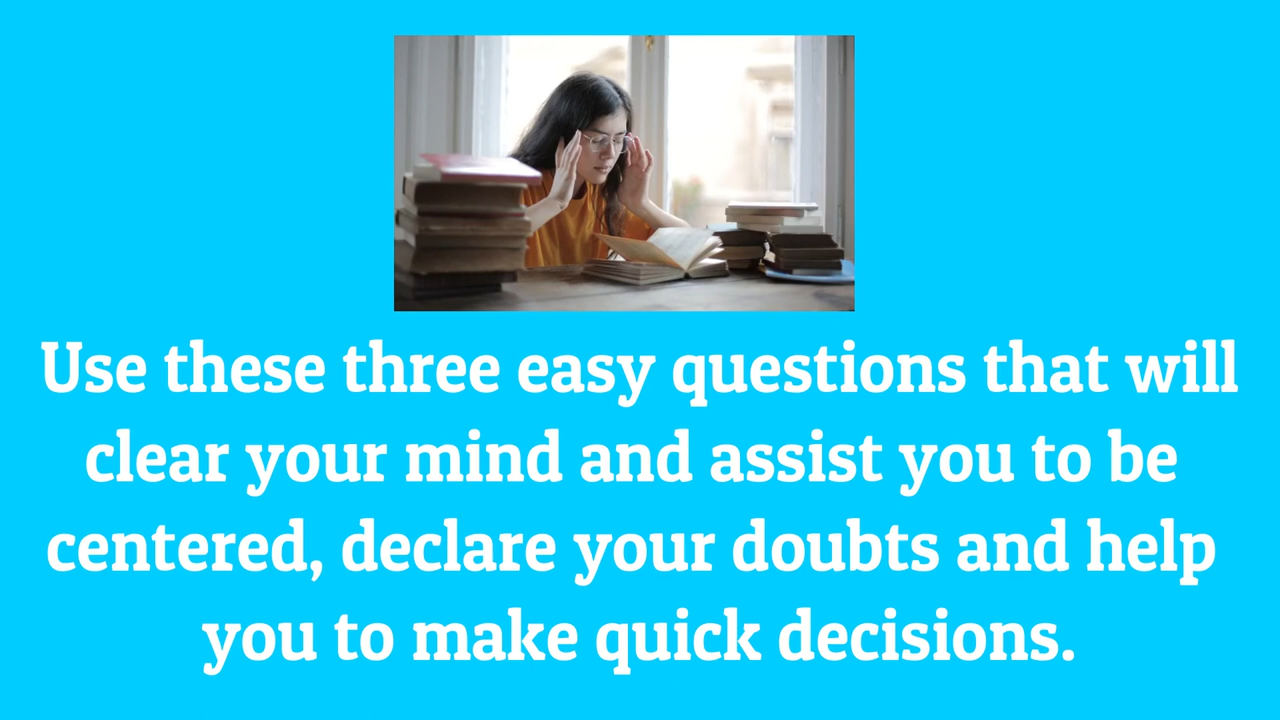 Use these three easy questions that will
clear your mind and assist you to be
centered, declare your doubts and help
you to make quick decisions.